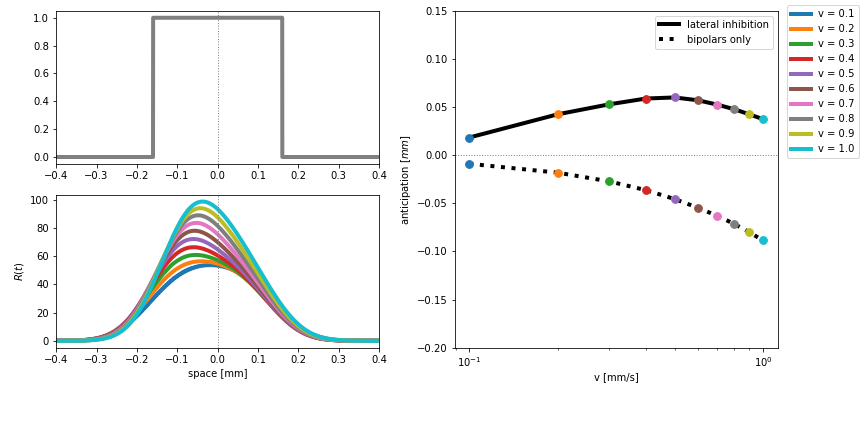 1.0
0.8
0.6
0.4
0.2
0.0
−0.4 −0.3 −0.2 −0.1 0.0 0.1 0.2 0.3 0.4
100
80
60
40
20
0
R(t)
−0.4 −0.3 −0.2 −0.1 0.0 0.1 0.2 0.3 0.4
space [mm]
0.15
0.10
0.05
0.00
−0.05
−0.10
−0.15
−0.20
anticipation [mm]
lateral inhibition
bipolars only
10⁻¹ 10⁰
v [mm/s]
v = 0.1
v = 0.2
v = 0.3
v = 0.4
v = 0.5
v = 0.6
v = 0.7
v = 0.8
v = 0.9
v = 1.0